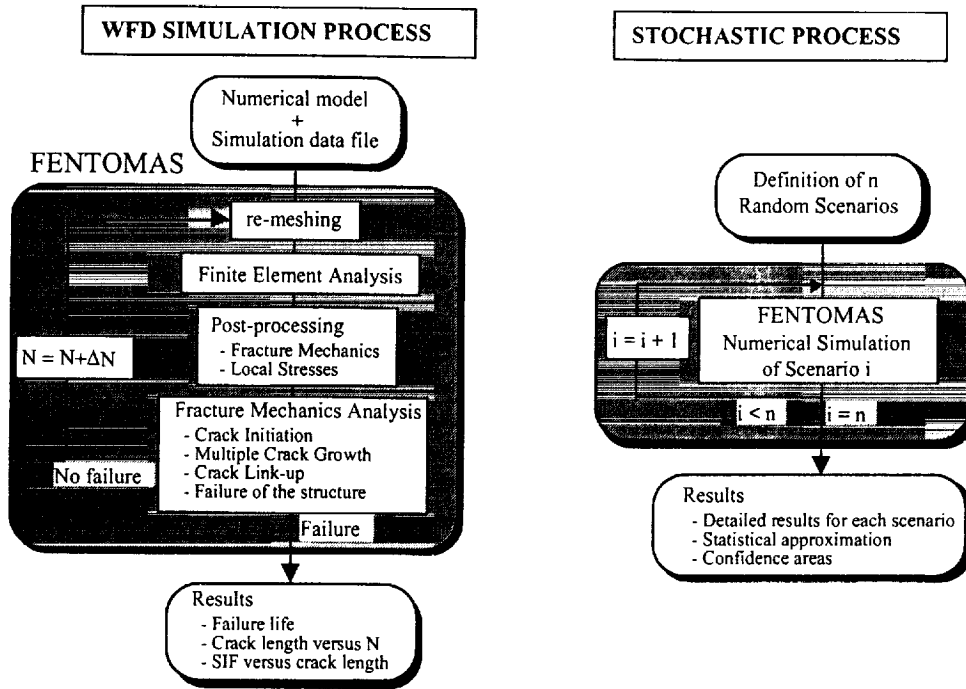 WFD SIMULATION PROCESS
Numerical model
+
Simulation data file
FENTOMAS
re-meshing
Finite Element Analysis
Post-processing
- Fracture Mechanics
- Local Stresses
N = N+ΔN
Fracture Mechanics Analysis
- Crack Initiation
- Multiple Crack Growth
- Crack Link-up
- Failure of the structure
No failure
Failure
Results
- Failure life
- Crack length versus N
- SIF versus crack length
STOCHASTIC PROCESS
Definition of n
Random Scenarios
FENTOMAS
Numerical Simulation
of Scenario i
i = i + 1
i < n
i = n
Results
- Detailed results for each scenario
- Statistical approximation
- Confidence areas